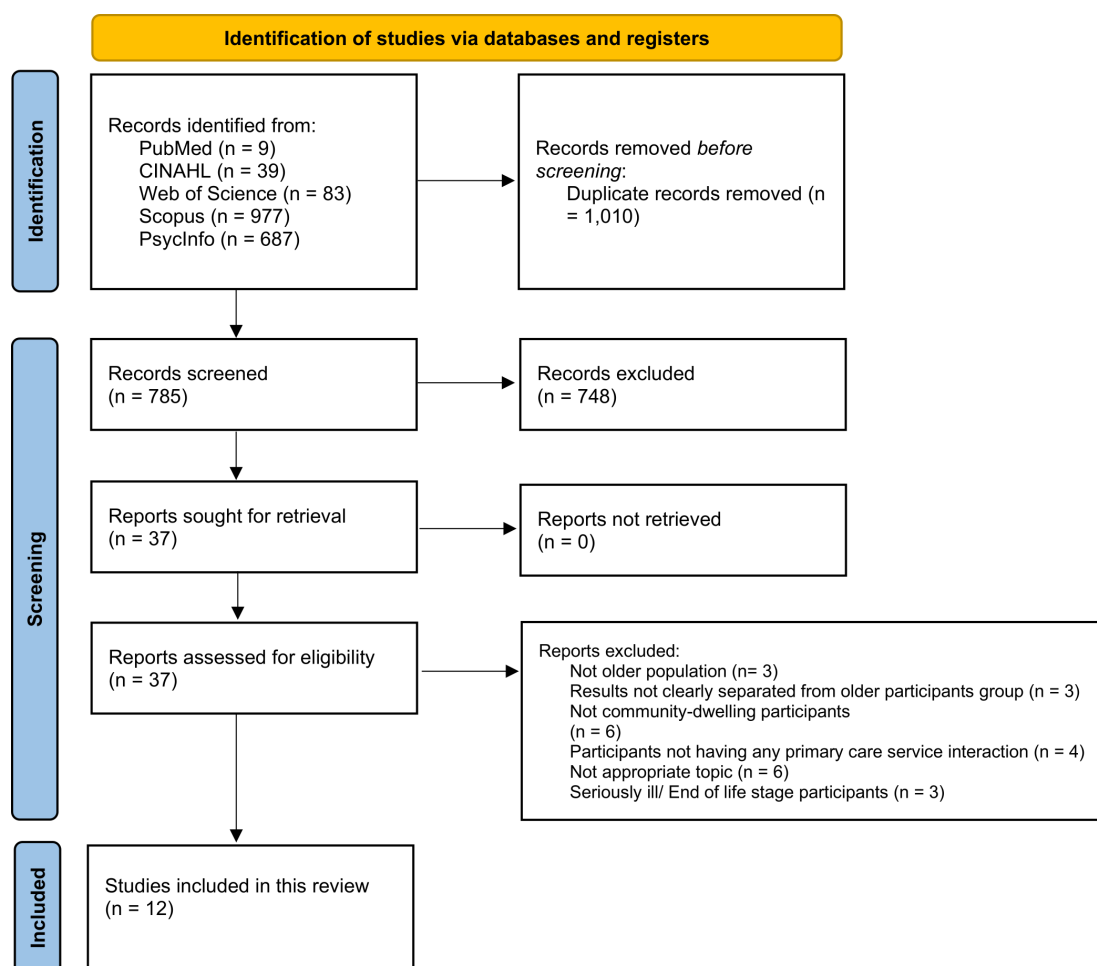 Identification of studies via databases and registers
Identification
Records identified from:
PubMed (n = 9)
CINAHL (n = 39)
Web of Science (n = 83)
Scopus (n = 977)
PsycInfo (n = 687)
Records removed before
screening:
Duplicate records removed (n
= 1,010)
Screening
Records screened
(n = 785)
Records excluded
(n = 748)
Reports sought for retrieval
(n = 37)
Reports not retrieved
(n = 0)
Reports assessed for eligibility
(n = 37)
Reports excluded:
Not older population (n= 3)
Results not clearly separated from older participants group (n = 3)
Not community-dwelling participants
(n = 6)
Participants not having any primary care service interaction (n = 4)
Not appropriate topic (n = 6)
Seriously ill/ End of life stage participants (n = 3)
Included
Studies included in this review
(n = 12)